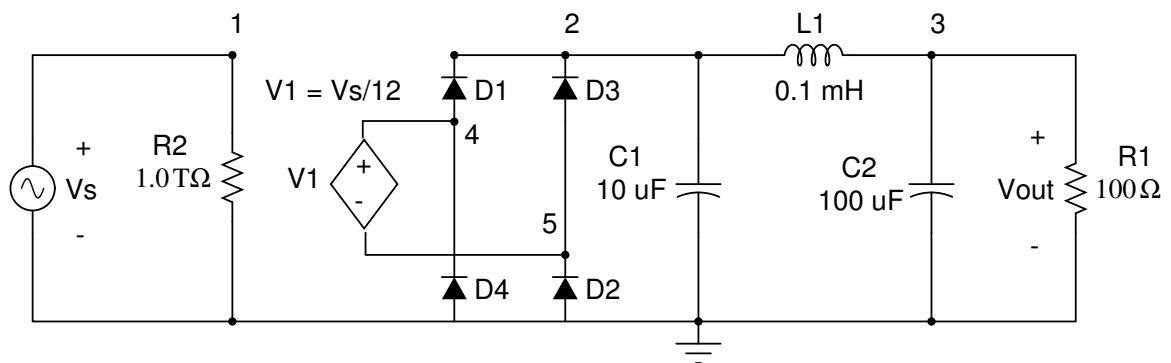 1
2
L1
3
V1 = Vs/12
D1
D3
0.1 mH
4
R2
1.0 TΩ
+
Vs
-
V1
+
-
C1
10 uF
C2
100 uF
+
Vout
-
R1
100 Ω
5
D4
D2